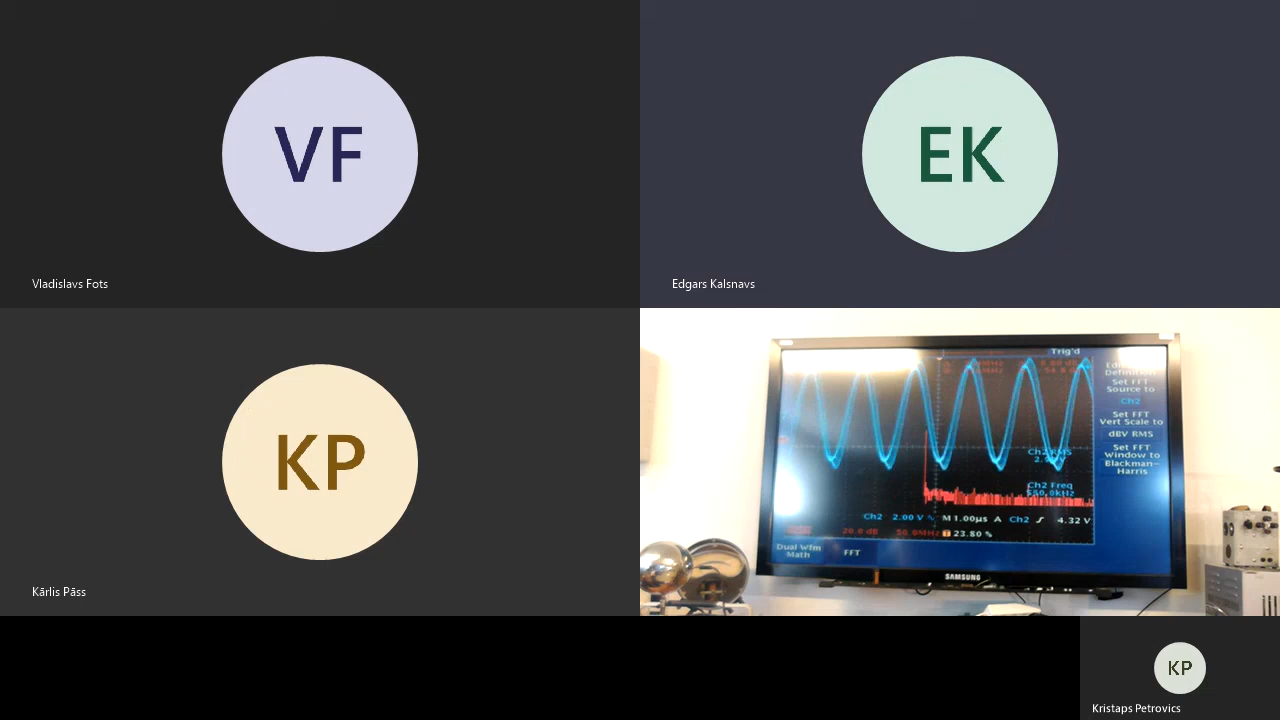 VF
Vladislavs Fots
EK
Edgars Kalsnavs
KP
Kārlis Pāss
Trig'd
Definition
Set FFT
Source to
Ch2
Set FFT
Vert Scale to
dBV RMS
Set FFT
Window to
Blackman-
Harris
Ch2 RMS
Ch2 Freq
Ch2 2.00 V M 1.00µs A Ch2 4.32 V
20.0 dB
23.80 %
Dual Wfm
Math
FFT
SAMSUNG
KP
Kristaps Petrovics